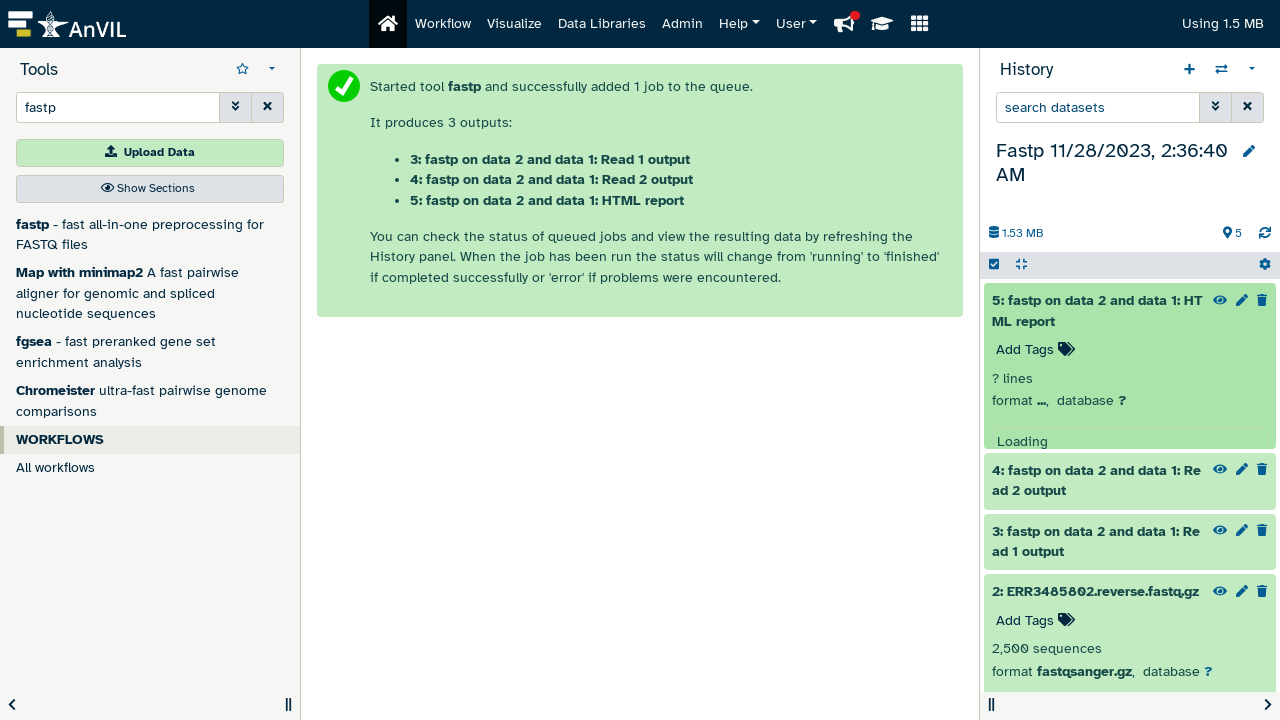 AnVIL
Workflow
Visualize
Data Libraries
Admin
Help
User
Using 1.5 MB
Tools
fastp
Upload Data
Show Sections
fastp - fast all-in-one preprocessing for
FASTQ files
Map with minimap2 A fast pairwise
aligner for genomic and spliced
nucleotide sequences
fgsea - fast preranked gene set
enrichment analysis
Chromeister ultra-fast pairwise genome
comparisons
WORKFLOWS
All workflows
Started tool fastp and successfully added 1 job to the queue.
It produces 3 outputs:
• 3: fastp on data 2 and data 1: Read 1 output
• 4: fastp on data 2 and data 1: Read 2 output
• 5: fastp on data 2 and data 1: HTML report
You can check the status of queued jobs and view the resulting data by refreshing the
History panel. When the job has been run the status will change from 'running' to 'finished'
if completed successfully or 'error' if problems were encountered.
History
search datasets
Fastp 11/28/2023, 2:36:40
AM
1.53 MB
5
5: fastp on data 2 and data 1: HT
ML report
Add Tags
? lines
format ..., database ?
Loading
4: fastp on data 2 and data 1: Re
ad 2 output
3: fastp on data 2 and data 1: Re
ad 1 output
2: ERR3485802.reverse.fastq.gz
Add Tags
2,500 sequences
format fastqsanger.gz, database ?